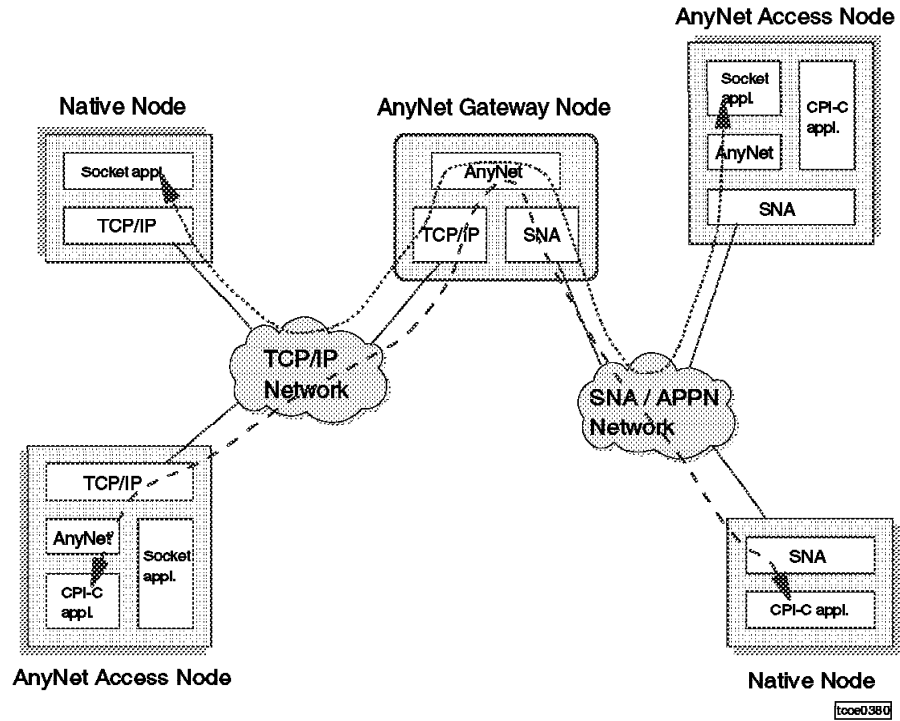 AnyNet Access Node
Socket
appl.
CPI-C
appl.
AnyNet
SNA
Native Node
Socket appl.
TCP/IP
AnyNet Gateway Node
AnyNet
TCP/IP
SNA
TCP/IP
Network
SNA / APPN
Network
TCP/IP
AnyNet
Socket
appl.
CPI-C
appl.
AnyNet Access Node
SNA
CPI-C appl.
Native Node
tcoe0380